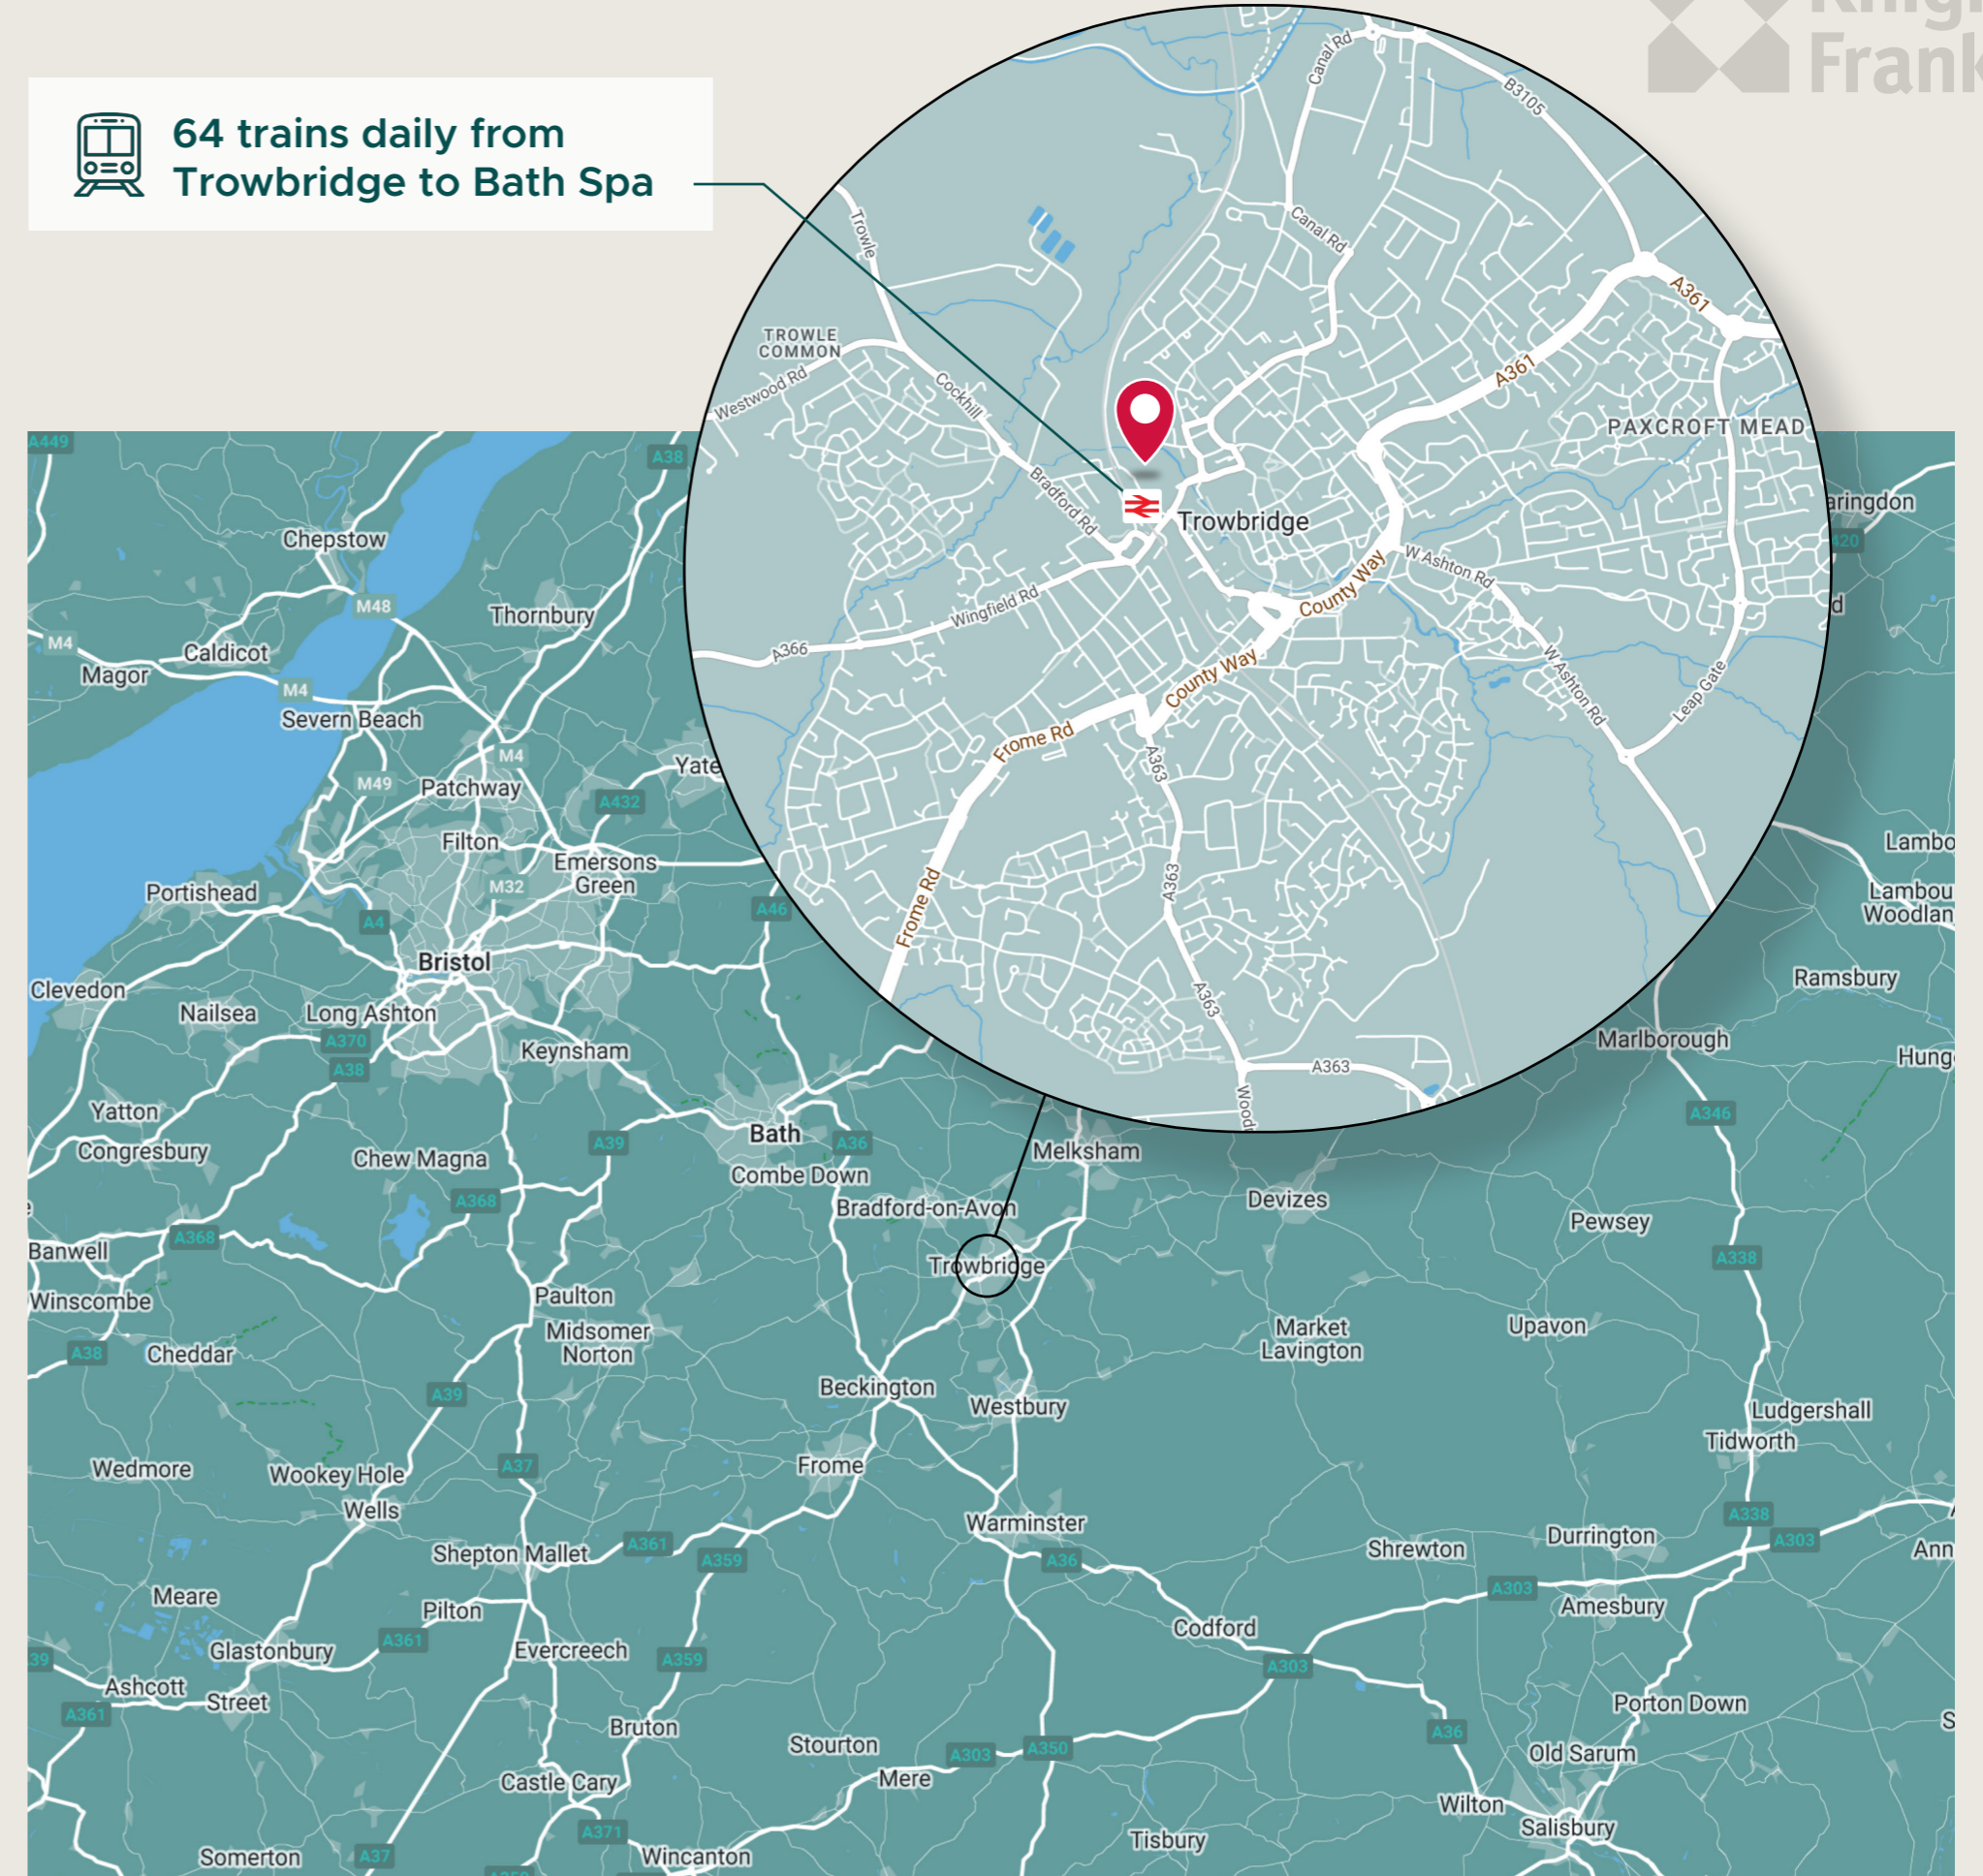 Frank
64 trains daily from
Trowbridge to Bath Spa
Canal Rd
B3105
Trowle
Canal Rd
A361
TROWLE
COMMON
Westwood Rd
Cockhill
A361
PAXCROFT MEAD
Bradford Rd
Trowbridge
W Ashton Rd
County Way
Wingfield Rd
A366
County Way
W Ashton Rd
Leap Gate
Frome Rd
A363
A363
Frome Rd
A363
A363
A449
A38
Chepstow
M48
Thornbury
M4
Caldicot
Magor
M4
Severn Beach
M4
Yate
M49
Patchway
A432
Filton
Emersons
Green
M32
Portishead
A4
A46
Bristol
Clevedon
Nailsea
Long Ashton
A370
A38
Keynsham
Ramsbury
Marlborough
Yatton
A346
Congresbury
Chew Magna
A39
Bath
A36
Combe Down
Melksham
A368
Bradford-on-Avon
Devizes
Pewsey
A368
Banwell
Trowbridge
A338
Winscombe
Paulton
Midsomer
Norton
Market
Lavington
Upavon
A38
Cheddar
A39
Beckington
Westbury
Ludgershall
Tidworth
Wedmore
Wookey Hole
A37
Frome
Wells
Warminster
A338
A303
Shepton Mallet
A361
A359
A36
Shrewton
Durrington
A303
Meare
Pilton
Amesbury
Codford
A361
Glastonbury
Evercreech
A359
A303
39
Ashcott
Street
A361
Porton Down
Bruton
Stourton
A303
A350
A36
Old Sarum
Castle Cary
Mere
Wilton
Salisbury
A371
Tisbury
Somerton
A37
Wincanton